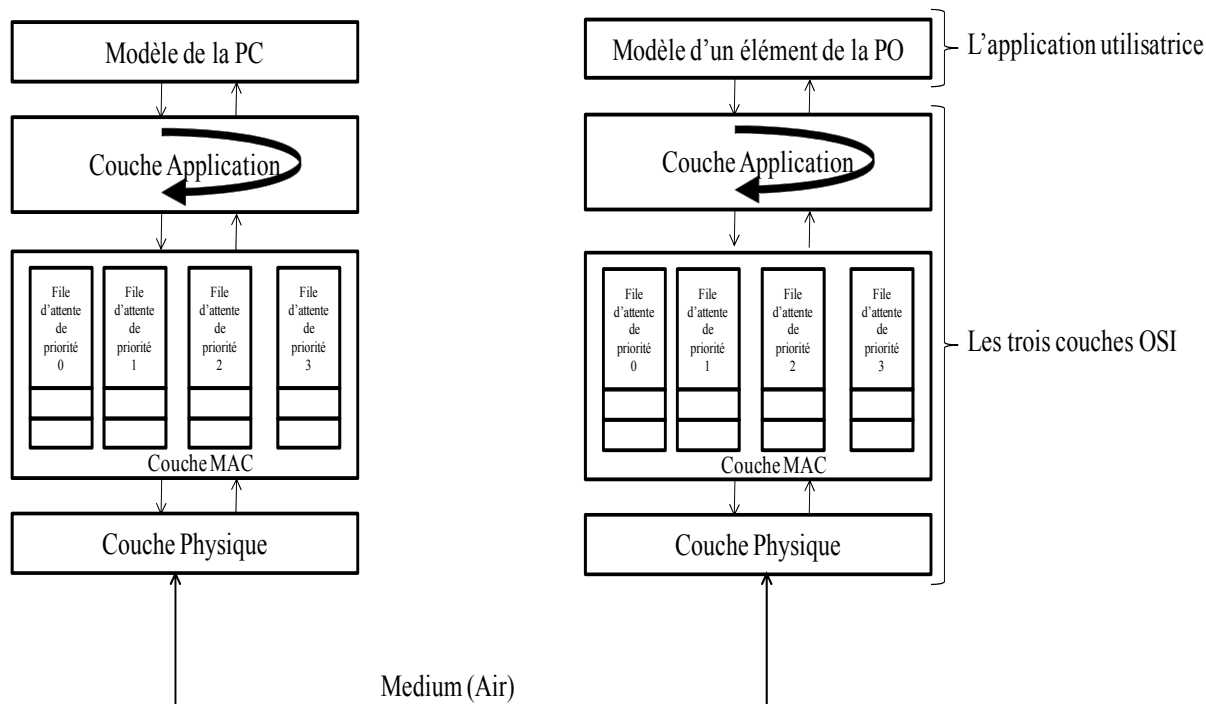 Modèle de la PC
Couche Application
File
d'attente
de
priorité
0
File
d'attente
de
priorité
1
File
d'attente
de
priorité
2
File
d'attente
de
priorité
3
Couche MAC
Couche Physique
Modèle d'un élément de la PO
Couche Application
File
d'attente
de
priorité
0
File
d'attente
de
priorité
1
File
d'attente
de
priorité
2
File
d'attente
de
priorité
3
Couche MAC
Couche Physique
L'application utilisatrice
Les trois couches OSI
Medium (Air)